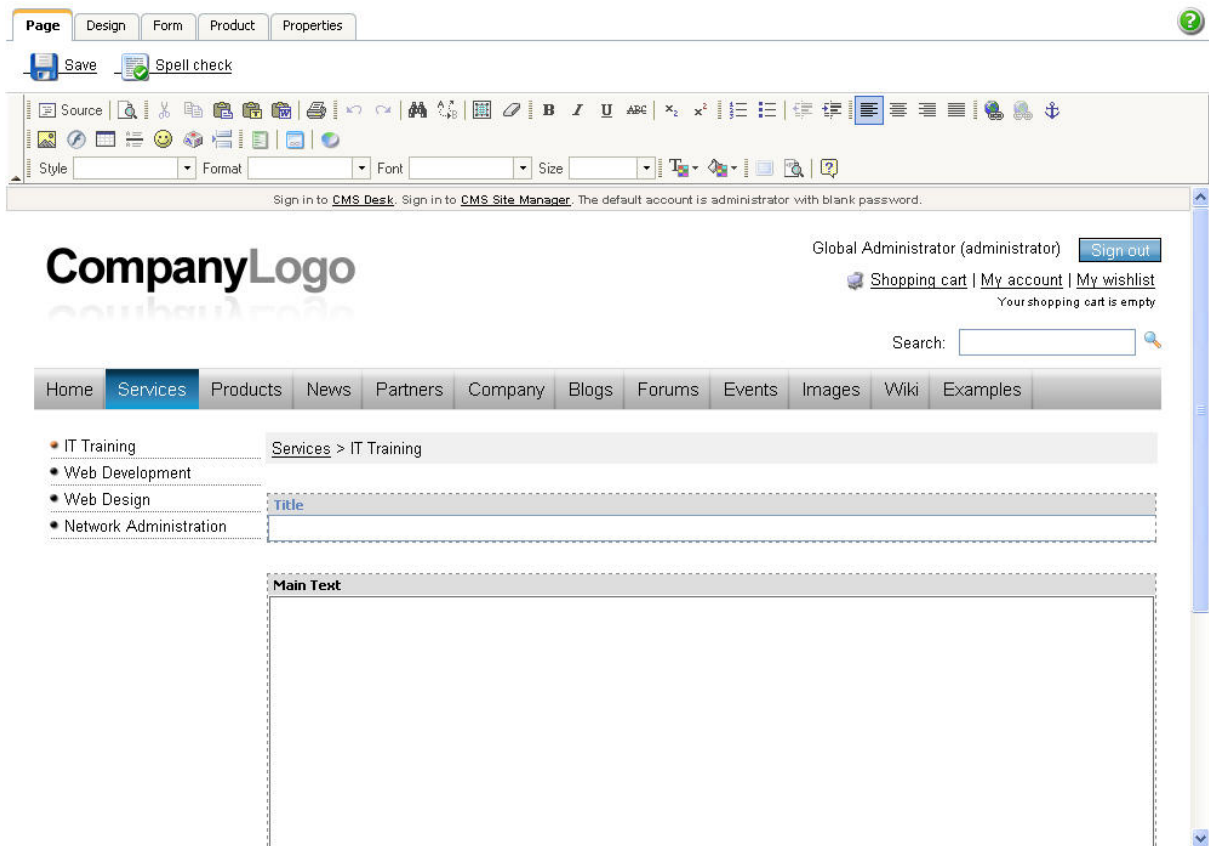 Page Design Form Product Properties
Save Spell check
Source B I U ABC x₂ x²
Style Format Font Size
Sign in to CMS Desk. Sign in to CMS Site Manager. The default account is administrator with blank password.
CompanyLogo
Global Administrator (administrator) Sign out
Shopping cart | My account | My wishlist
Your shopping cart is empty
Search:
Home Services Products News Partners Company Blogs Forums Events Images Wiki Examples
IT Training
Web Development
Web Design
Network Administration
Services > IT Training
Title
Main Text